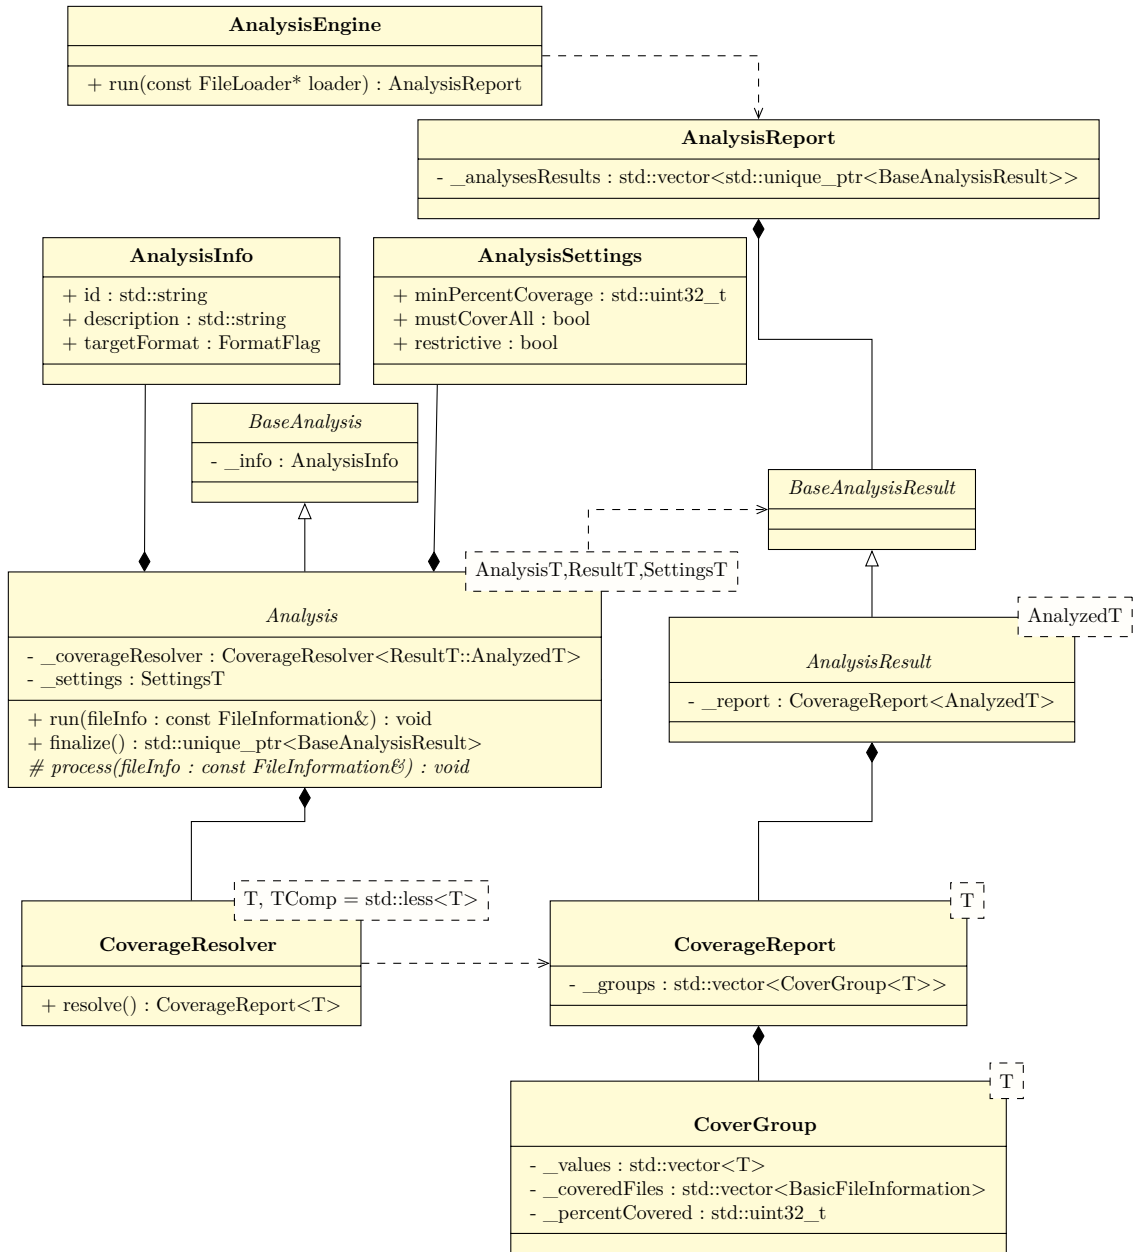 AnalysisEngine
+ run(const FileLoader* loader) : AnalysisReport
AnalysisReport
- _analysesResults : std::vector<std::unique_ptr<BaseAnalysisResult>>
AnalysisInfo
+ id : std::string
+ description : std::string
+ targetFormat : FormatFlag
AnalysisSettings
+ minPercentCoverage : std::uint32_t
+ mustCoverAll : bool
+ restrictive : bool
BaseAnalysis
- _info : AnalysisInfo
BaseAnalysisResult
AnalysisT,ResultT,SettingsT
Analysis
- _coverageResolver : CoverageResolver<ResultT::AnalyzedT>
- _settings : SettingsT
+ run(fileInfo : const FileInformation&) : void
+ finalize() : std::unique_ptr<BaseAnalysisResult>
# process(fileInfo : const FileInformation&) : void
AnalyzedT
AnalysisResult
- _report : CoverageReport<AnalyzedT>
T, TComp = std::less<T>
CoverageResolver
+ resolve() : CoverageReport<T>
T
CoverageReport
- _groups : std::vector<CoverGroup<T>>
T
CoverGroup
- _values : std::vector<T>
- _coveredFiles : std::vector<BasicFileInformation>
- _percentCovered : std::uint32_t